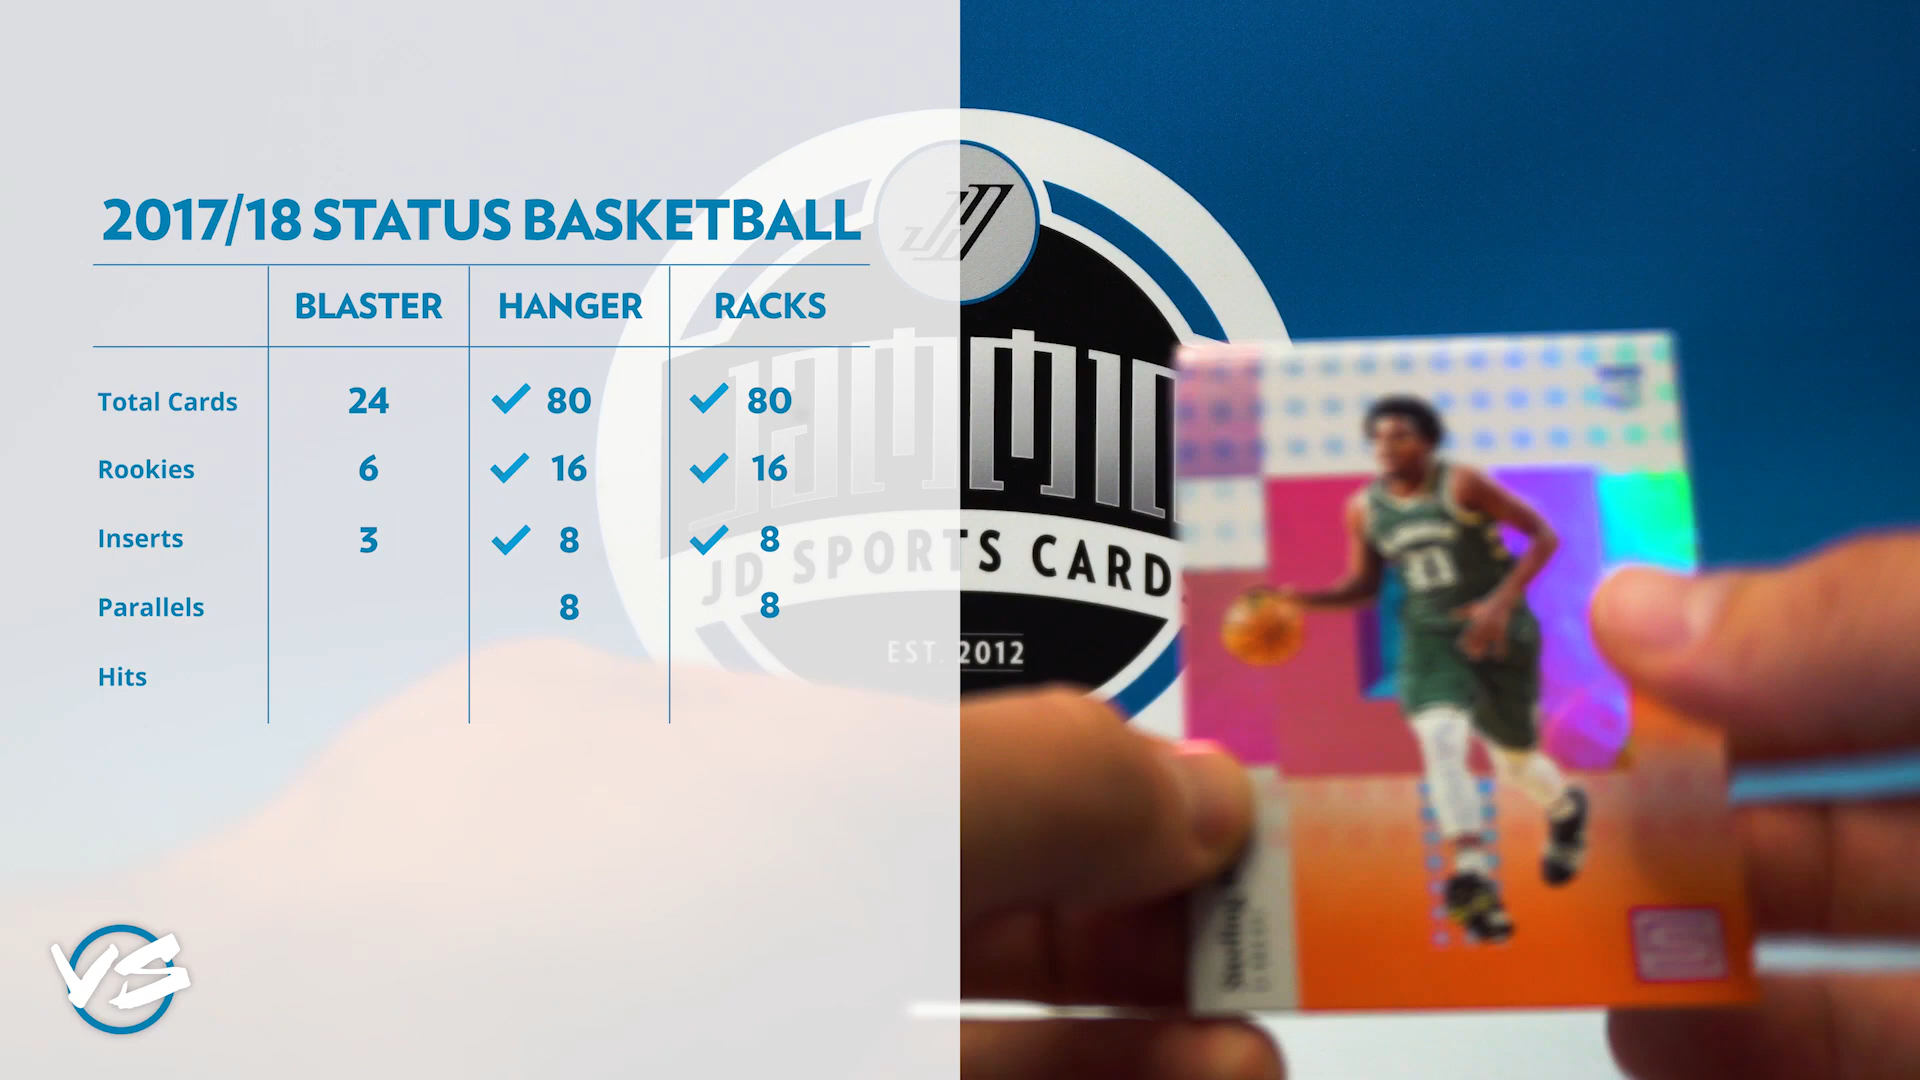 2017/18 STATUS BASKETBALL
BLASTER HANGER RACKS
Total Cards 24 ✓ 80 ✓ 80
Rookies 6 ✓ 16 ✓ 16
Inserts 3 ✓ 8 ✓ 8
Parallels 8 8
Hits
JD SPORTS CARD
EST. 2012
VS